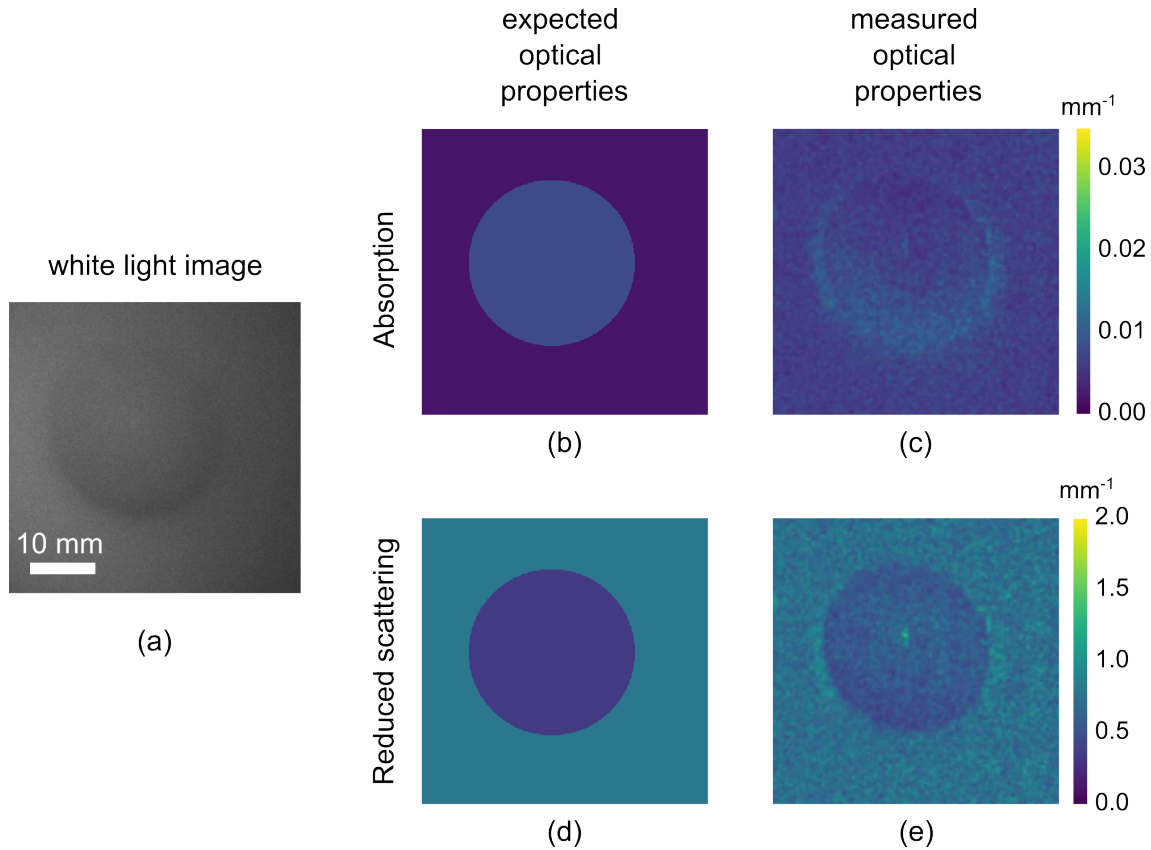 expected
optical
properties
measured
optical
properties
mm⁻¹
0.03
0.02
0.01
0.00
Absorption
white light image
10 mm
(a)
(b)
(c)
mm⁻¹
2.0
1.5
1.0
0.5
0.0
Reduced scattering
(d)
(e)